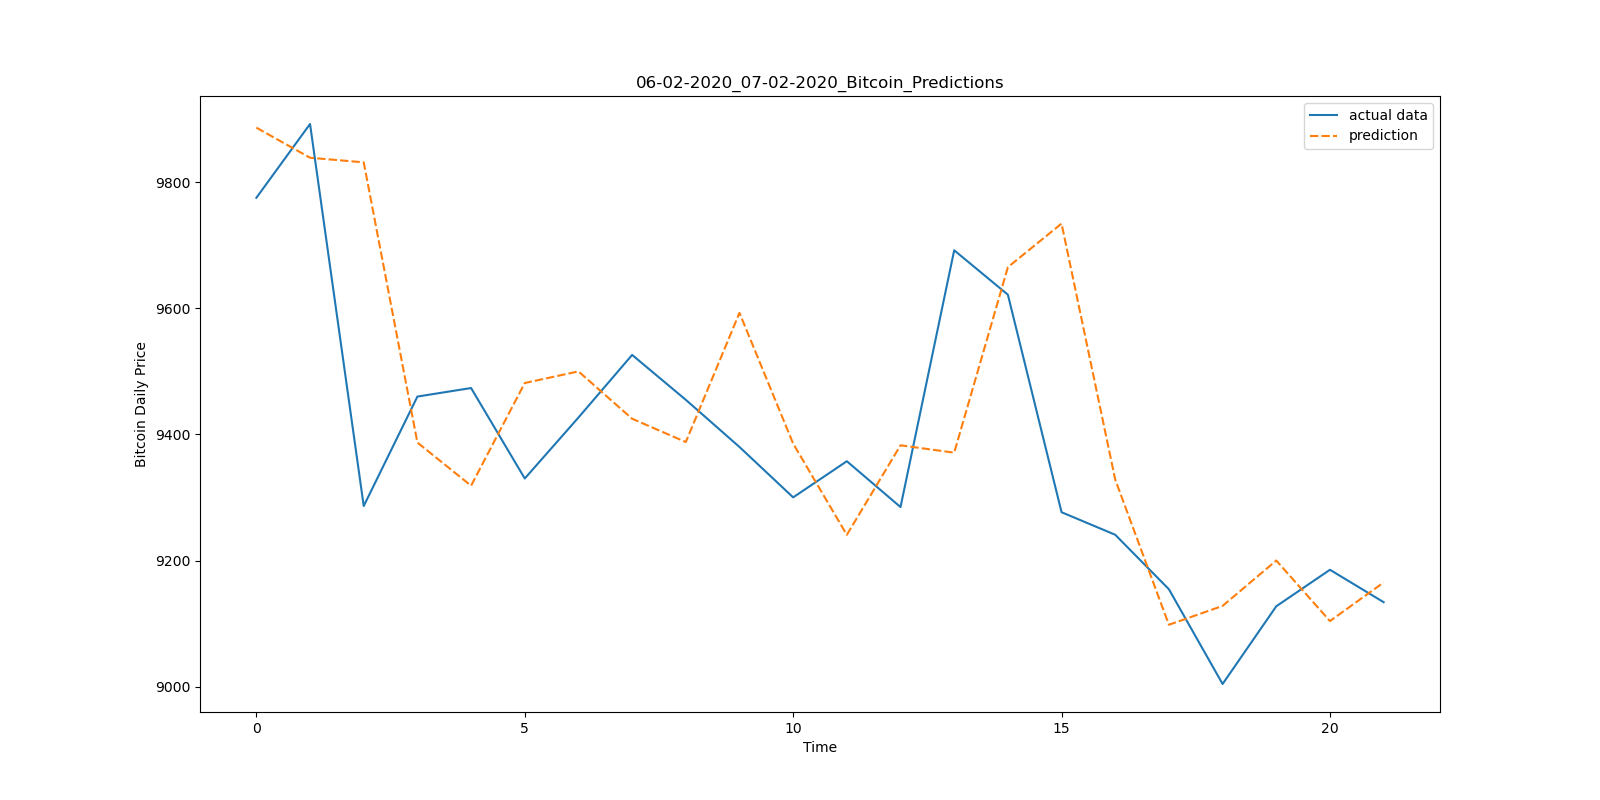 06-02-2020_07-02-2020_Bitcoin_Predictions
actual data
prediction
9800
9600
9400
9200
9000
Bitcoin Daily Price
0 5 10 15 20
Time